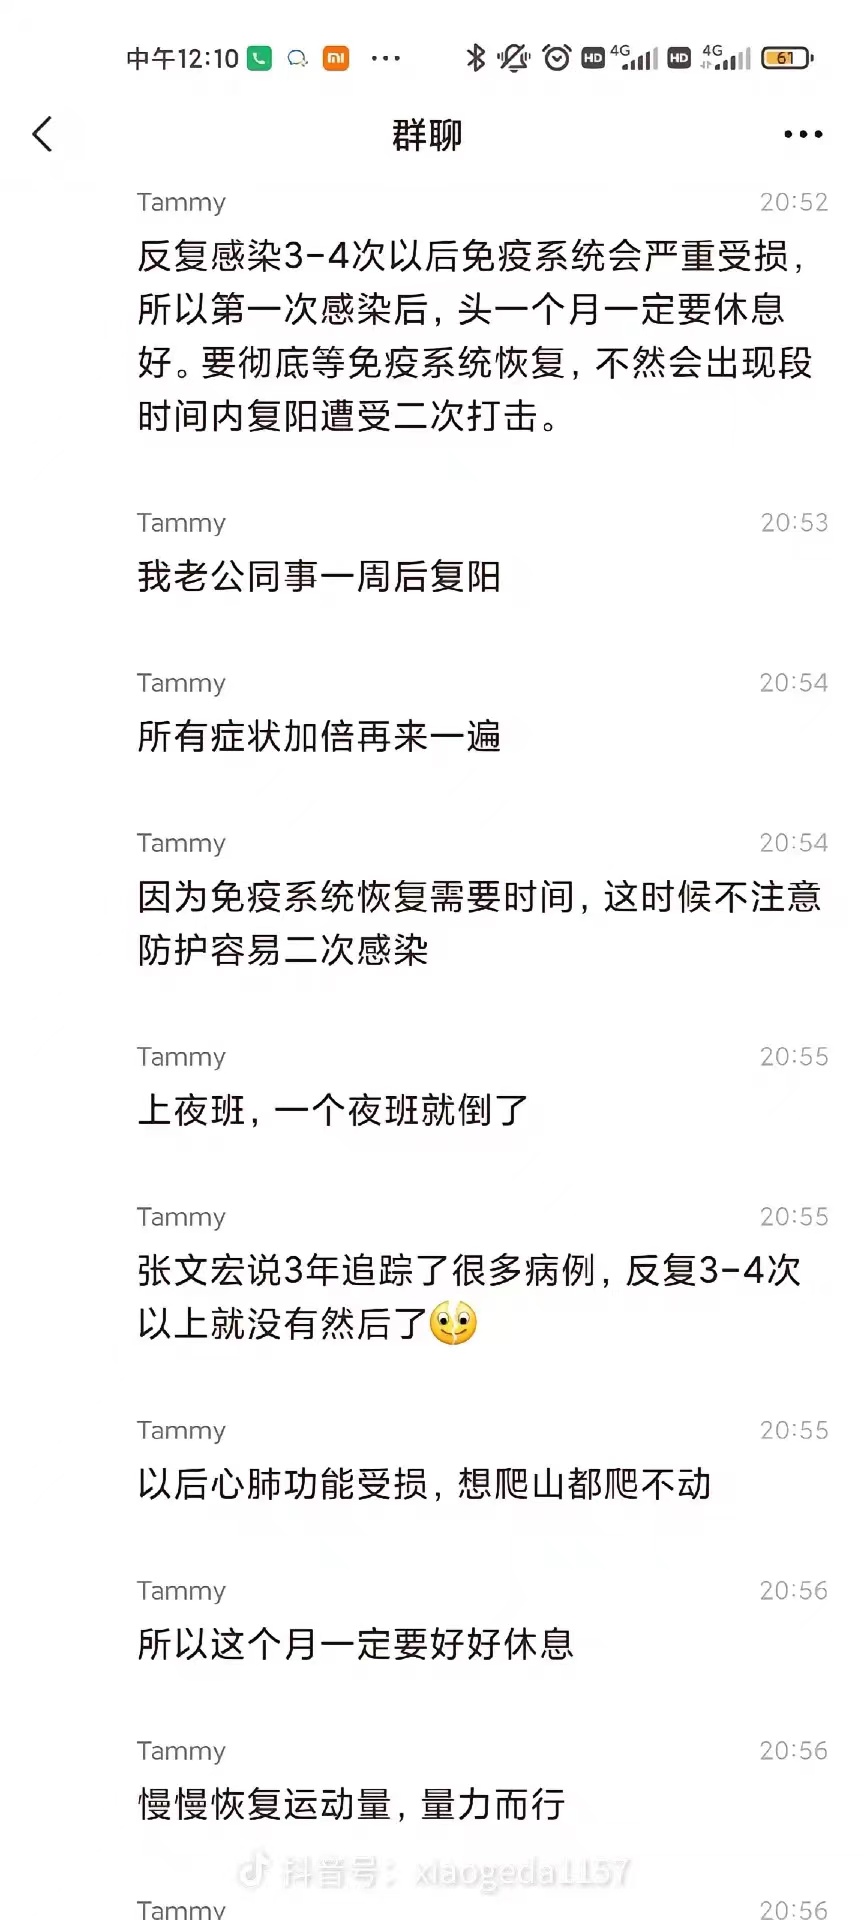 中午12:10 HD 4G HD 4G 61
群聊
Tammy 20:52
反复感染3-4次以后免疫系统会严重受损，
所以第一次感染后，头一个月一定要休息
好。要彻底等免疫系统恢复，不然会出现段
时间内复阳遭受二次打击。
Tammy 20:53
我老公同事一周后复阳
Tammy 20:54
所有症状加倍再来一遍
Tammy 20:54
因为免疫系统恢复需要时间，这时候不注意
防护容易二次感染
Tammy 20:55
上夜班，一个夜班就倒了
Tammy 20:55
张文宏说3年追踪了很多病例，反复3-4次
以上就没有然后了
Tammy 20:55
以后心肺功能受损，想爬山都爬不动
Tammy 20:56
所以这个月一定要好好休息
Tammy 20:56
慢慢恢复运动量，量力而行
抖音号：xiaogeda1157
Tammy 20:56